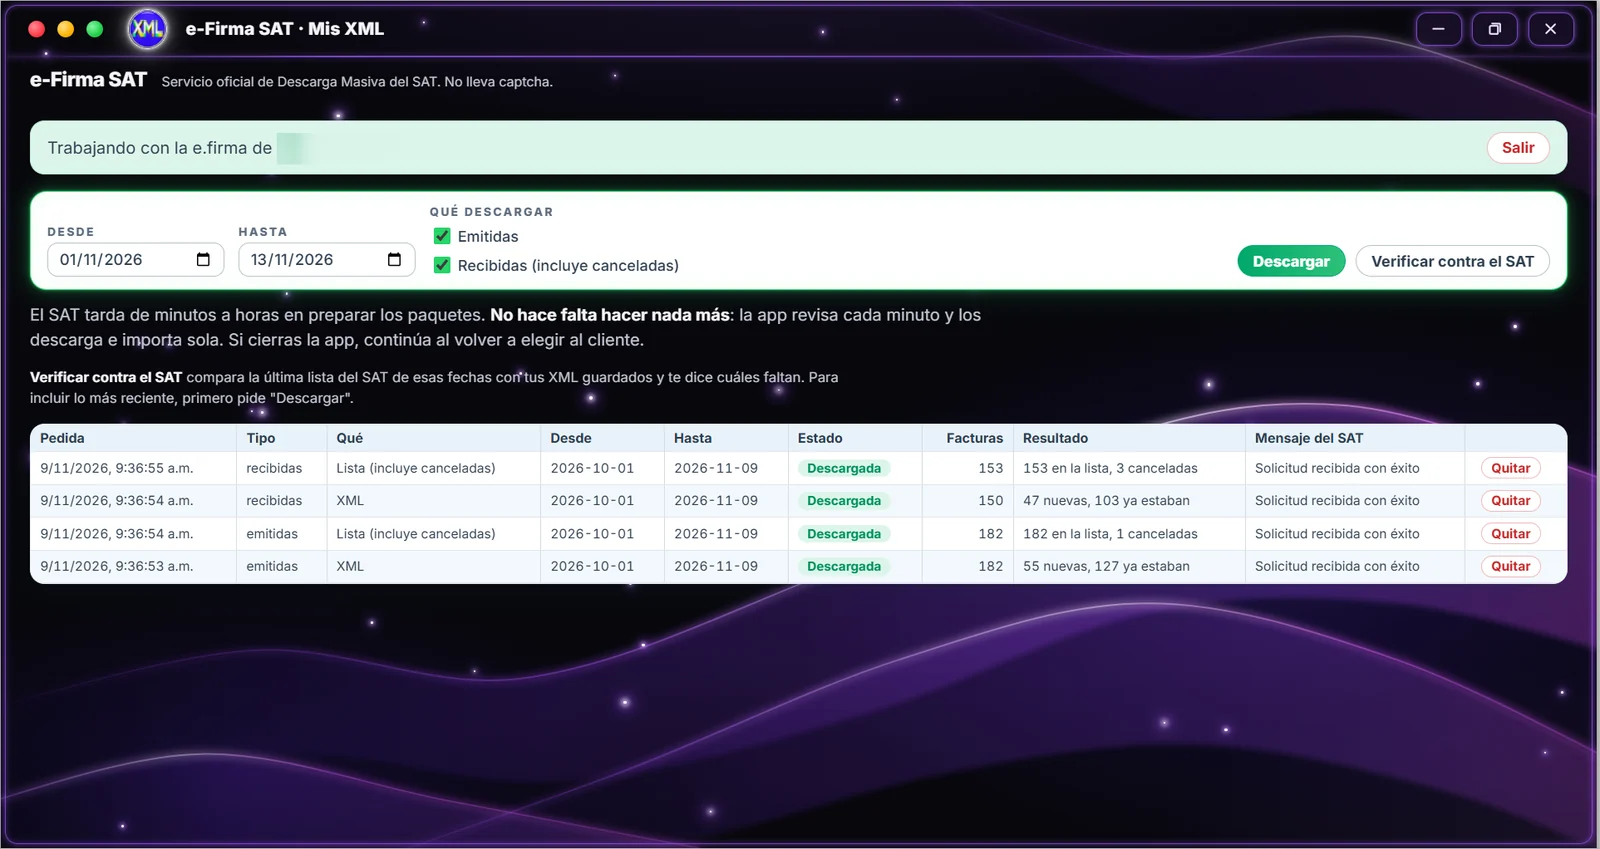 XML e-Firma SAT · Mis XML
e-Firma SAT Servicio oficial de Descarga Masiva del SAT. No lleva captcha.
Trabajando con la e.firma de
Salir
QUÉ DESCARGAR
DESDE HASTA
01/11/2026 13/11/2026
Emitidas
Recibidas (incluye canceladas)
Descargar Verificar contra el SAT
El SAT tarda de minutos a horas en preparar los paquetes. No hace falta hacer nada más: la app revisa cada minuto y los
descarga e importa sola. Si cierras la app, continúa al volver a elegir al cliente.
Verificar contra el SAT compara la última lista del SAT de esas fechas con tus XML guardados y te dice cuáles faltan. Para
incluir lo más reciente, primero pide "Descargar".
Pedida Tipo Qué Desde Hasta Estado Facturas Resultado Mensaje del SAT
9/11/2026, 9:36:55 a.m. recibidas Lista (incluye canceladas) 2026-10-01 2026-11-09 Descargada 153 153 en la lista, 3 canceladas Solicitud recibida con éxito Quitar
9/11/2026, 9:36:54 a.m. recibidas XML 2026-10-01 2026-11-09 Descargada 150 47 nuevas, 103 ya estaban Solicitud recibida con éxito Quitar
9/11/2026, 9:36:54 a.m. emitidas Lista (incluye canceladas) 2026-10-01 2026-11-09 Descargada 182 182 en la lista, 1 canceladas Solicitud recibida con éxito Quitar
9/11/2026, 9:36:53 a.m. emitidas XML 2026-10-01 2026-11-09 Descargada 182 55 nuevas, 127 ya estaban Solicitud recibida con éxito Quitar